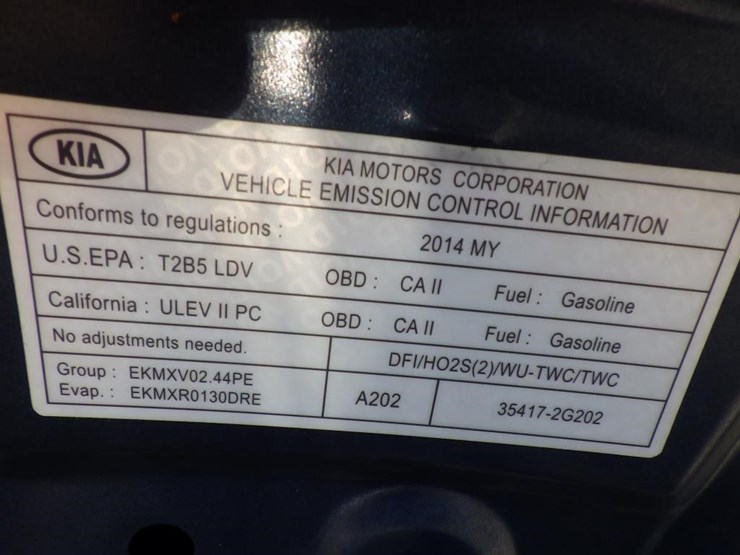 KIA
KIA MOTORS CORPORATION
VEHICLE EMISSION CONTROL INFORMATION
Conforms to regulations : 2014 MY
U.S.EPA : T2B5 LDV OBD : CA II Fuel : Gasoline
California : ULEV II PC OBD : CA II Fuel : Gasoline
No adjustments needed. DFI/HO2S(2)/WU-TWC/TWC
Group : EKMXV02.44PE
Evap. : EKMXR0130DRE A202 35417-2G202